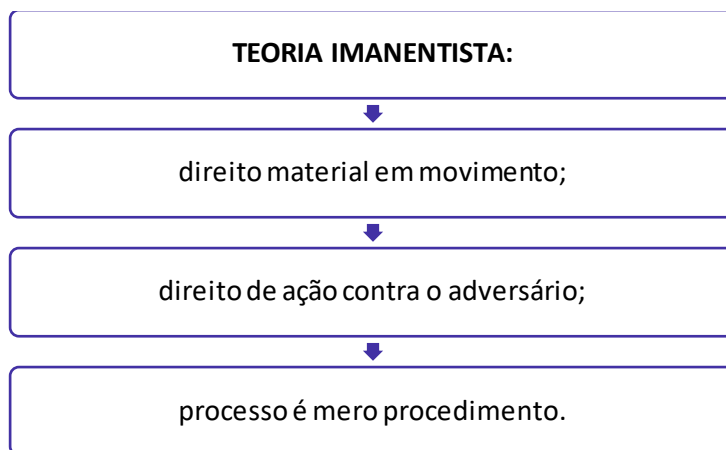 TEORIA IMANENTISTA:
direito material em movimento;
direito de ação contra o adversário;
processo é mero procedimento.